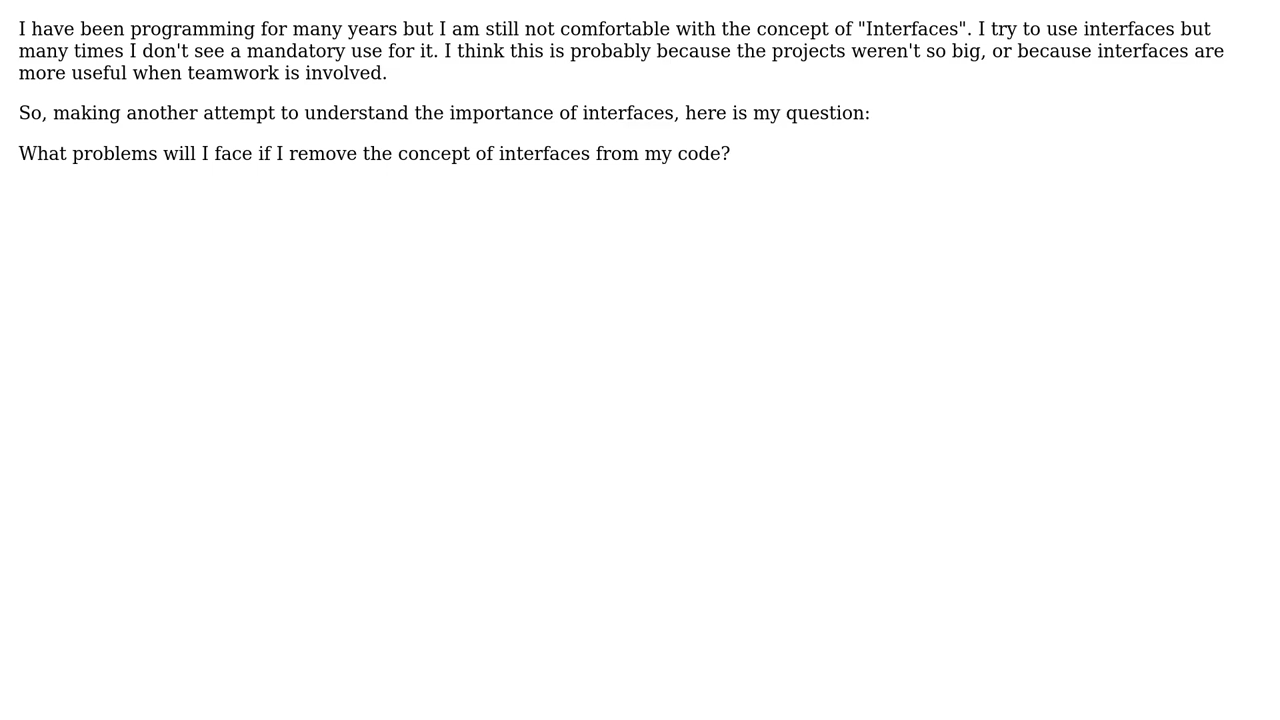 I have been programming for many years but I am still not comfortable with the concept of "Interfaces". I try to use interfaces but
many times I don't see a mandatory use for it. I think this is probably because the projects weren't so big, or because interfaces are
more useful when teamwork is involved.
So, making another attempt to understand the importance of interfaces, here is my question:
What problems will I face if I remove the concept of interfaces from my code?